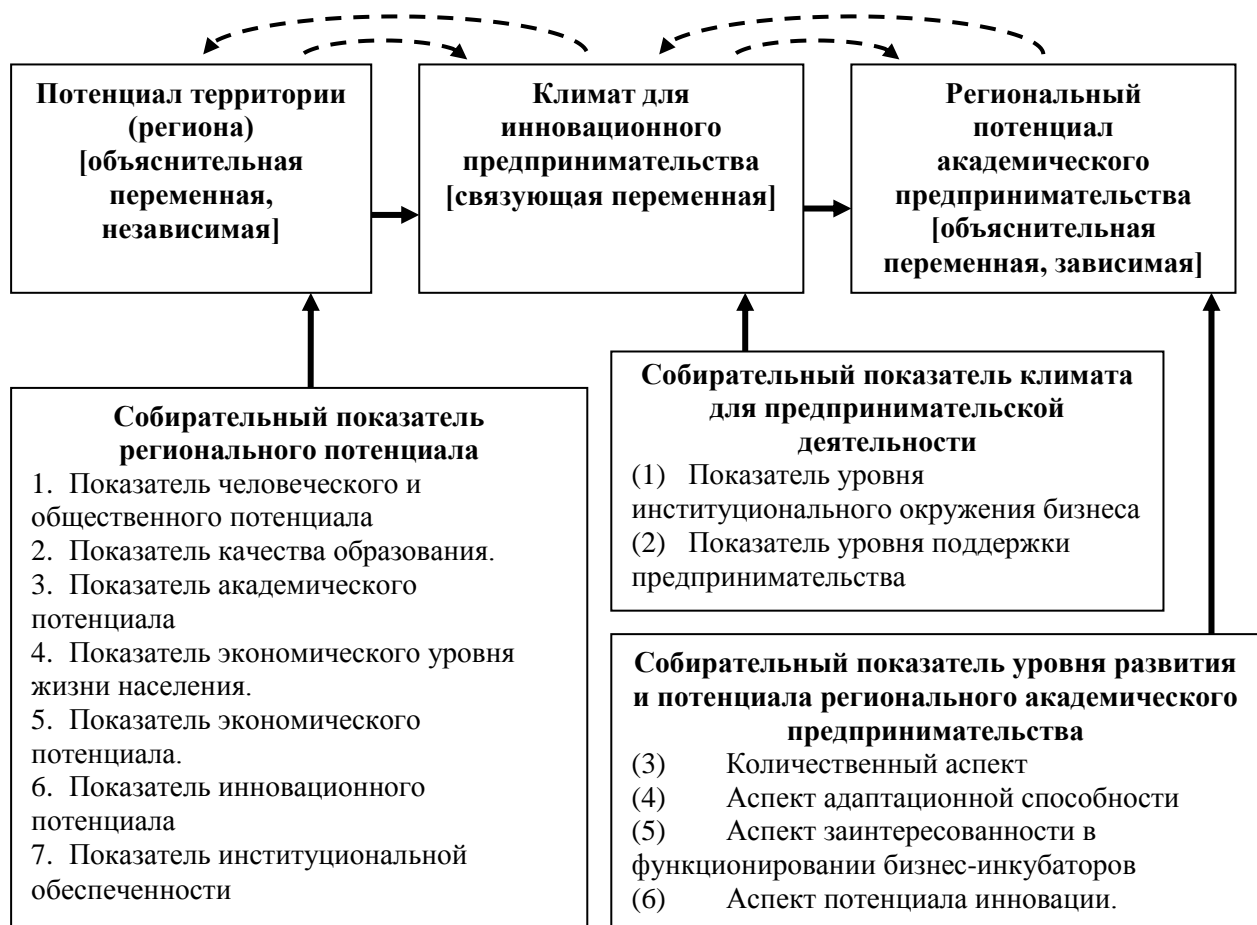 Потенциал территории
(региона)
[объяснительная
переменная,
независимая]
Климат для
инновационного
предпринимательства
[связующая переменная]
Региональный
потенциал
академического
предпринимательства
[объяснительная
переменная, зависимая]
Собирательный показатель
регионального потенциала
1. Показатель человеческого и
общественного потенциала
2. Показатель качества образования.
3. Показатель академического
потенциала
4. Показатель экономического уровня
жизни населения.
5. Показатель экономического
потенциала.
6. Показатель инновационного
потенциала
7. Показатель институциональной
обеспеченности
Собирательный показатель климата
для предпринимательской
деятельности
(1) Показатель уровня
институционального окружения бизнеса
(2) Показатель уровня поддержки
предпринимательства
Собирательный показатель уровня развития
и потенциала регионального академического
предпринимательства
(3) Количественный аспект
(4) Аспект адаптационной способности
(5) Аспект заинтересованности в
функционировании бизнес-инкубаторов
(6) Аспект потенциала инновации.